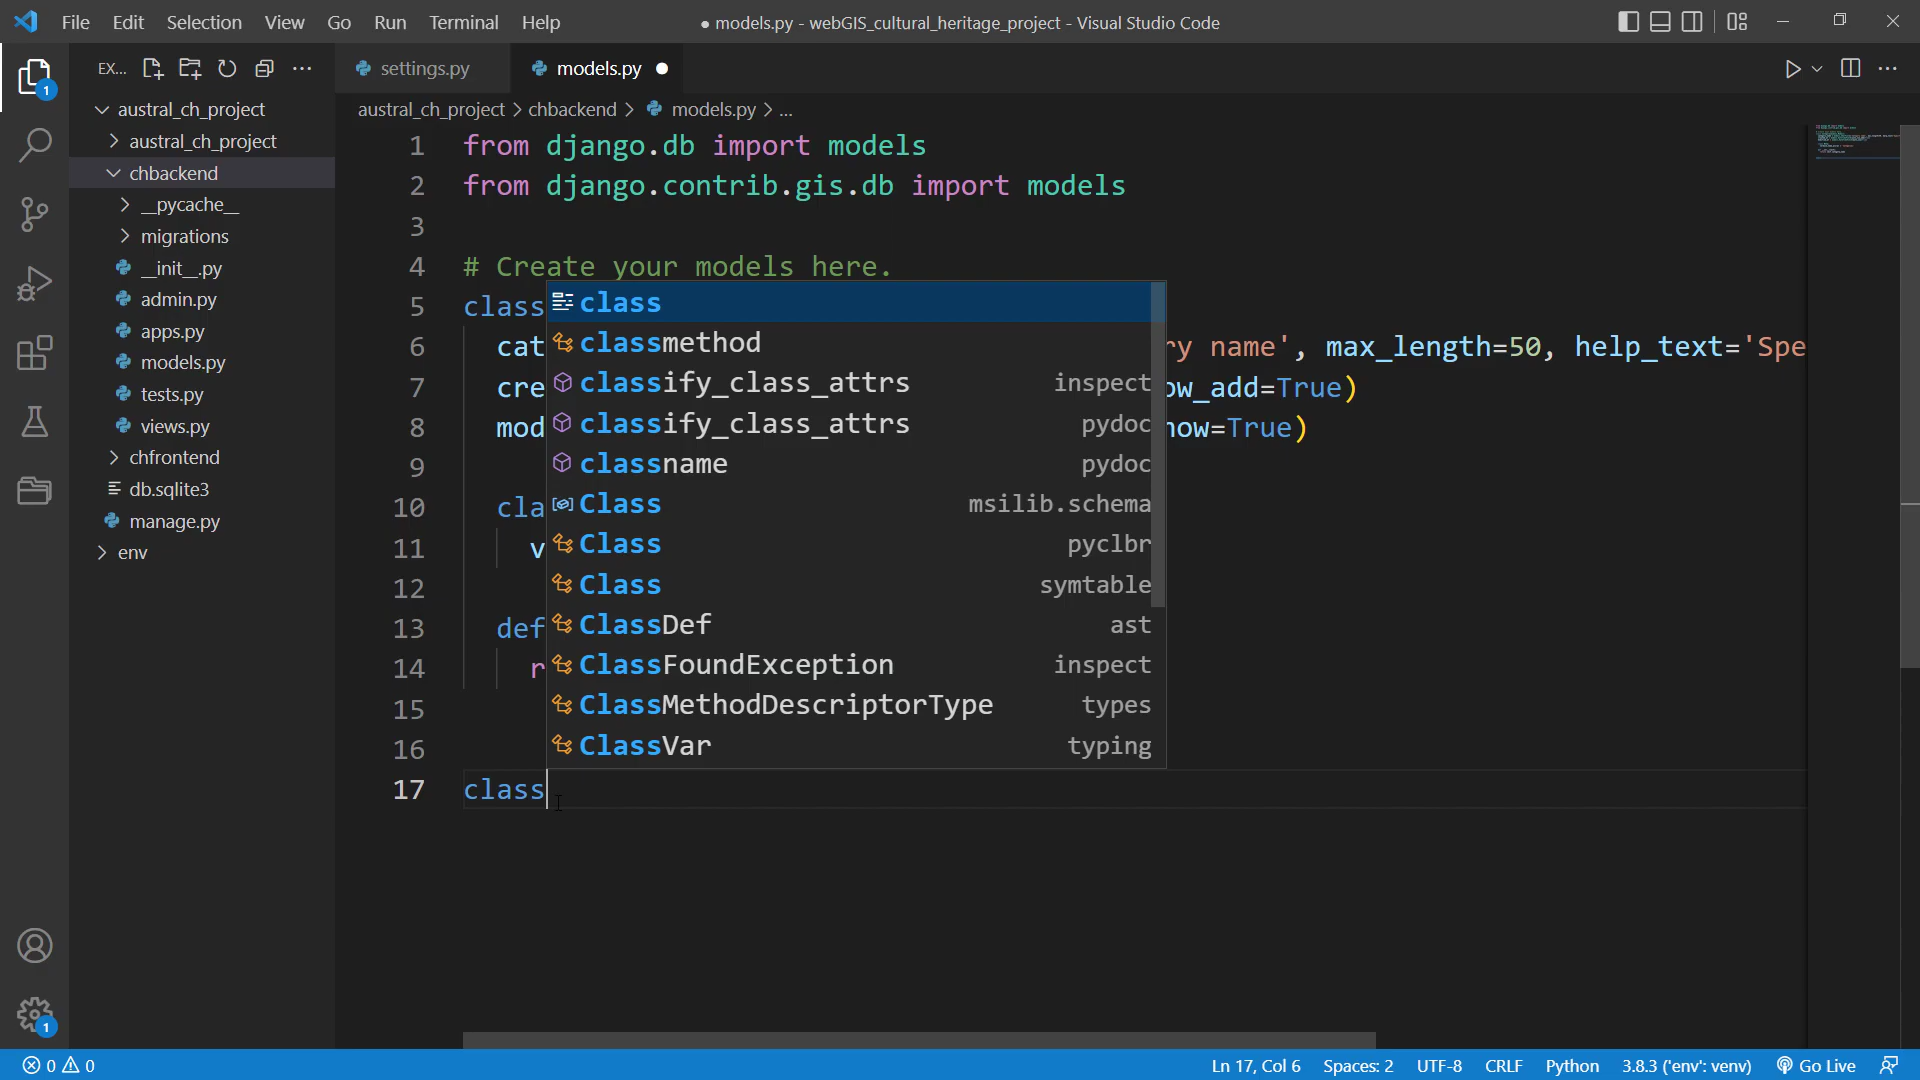 File Edit Selection View Go Run Terminal Help
● models.py - webGIS_cultural_heritage_project - Visual Studio Code
EX...
settings.py
models.py ●
austral_ch_project > chbackend > models.py > ...
austral_ch_project
austral_ch_project
chbackend
__pycache__
migrations
__init__.py
admin.py
apps.py
models.py
tests.py
views.py
chfrontend
db.sqlite3
manage.py
env
1 from django.db import models
2 from django.contrib.gis.db import models
3
4 # Create your models here.
5 class
6 cat ry name', max_length=50, help_text='Spe
7 cre ow_add=True)
8 mod now=True)
9
10 cla
11 v
12
13 def
14 r
15
16
17 class
class
classmethod
classify_class_attrs inspect
classify_class_attrs pydoc
classname pydoc
Class msilib.schema
Class pyclbr
Class symtable
ClassDef ast
ClassFoundException inspect
ClassMethodDescriptorType types
ClassVar typing
1
1
0 0
Ln 17, Col 6 Spaces: 2 UTF-8 CRLF Python 3.8.3 ('env': venv) Go Live